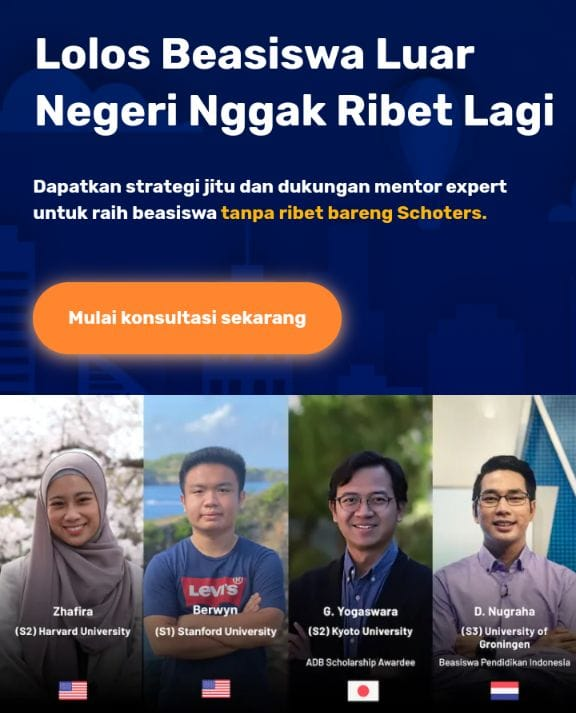 Lolos Beasiswa Luar
Negeri Nggak Ribet Lagi
Dapatkan strategi jitu dan dukungan mentor expert
untuk raih beasiswa tanpa ribet bareng Schoters.
Mulai konsultasi sekarang
LEVI'S
Zhafira
(S2) Harvard University
Berwyn
(S1) Stanford University
G. Yogaswara
(S2) Kyoto University
ADB Scholarship Awardee
D. Nugraha
(S3) University of
Groningen
Beasiswa Pendidikan Indonesia